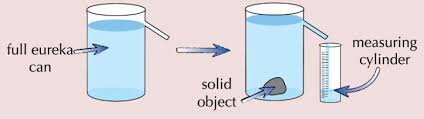 full eureka
can
solid
object
measuring
cylinder